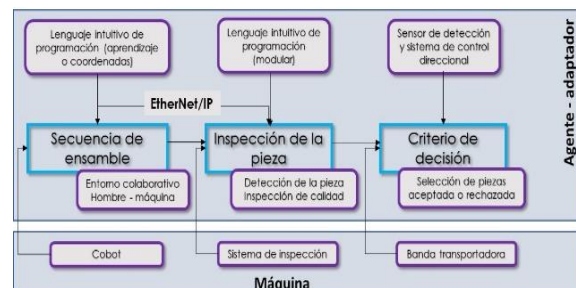 Lenguaje intuitivo de
programación (aprendizaje
o coordenadas)
Lenguaje intuitivo de
programación
(modular)
Sensor de detección
y sistema de control
direccional
EtherNet/IP
Secuencia de
ensamble
Inspección de la
pieza
Criterio de
decisión
Entorno colaborativo
Hombre - máquina
Detección de la pieza
Inspección de calidad
Selección de piezas
aceptado o rechazada
Agente - adaptador
Cobot
Sistema de inspección
Banda transportadora
Máquina